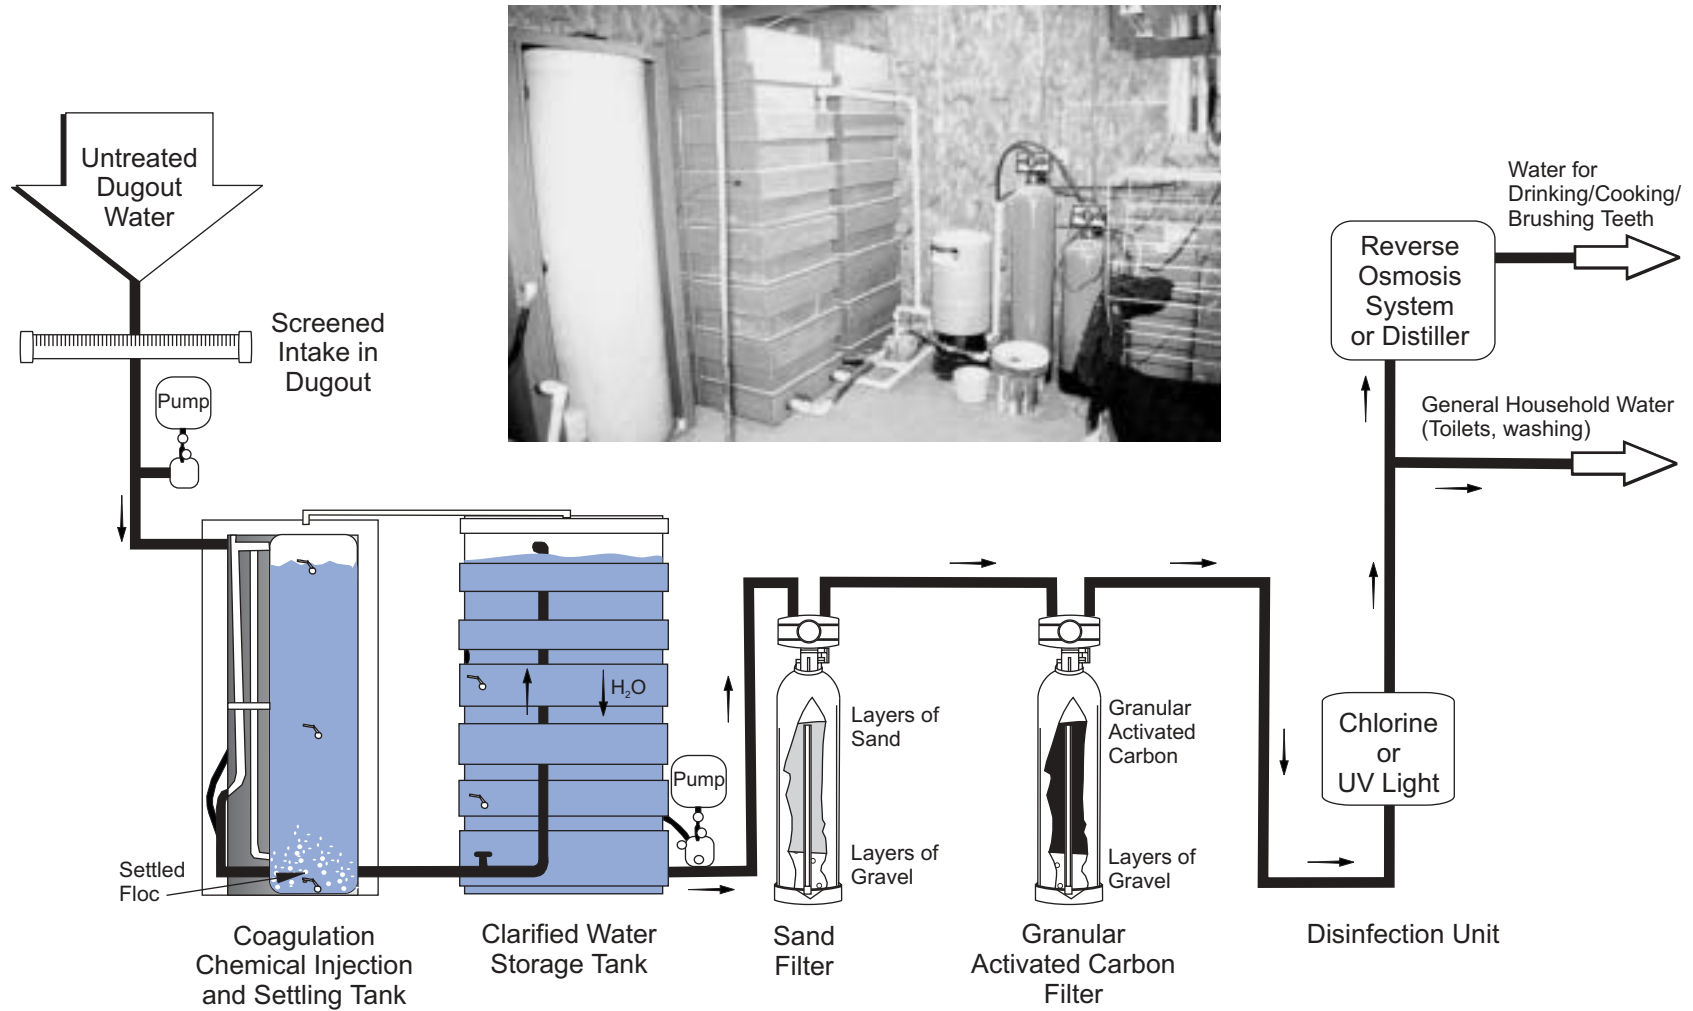 Untreated
Dugout
Water
Screened
Intake in
Dugout
Pump
Settled
Floc
Coagulation
Chemical Injection
and Settling Tank
H₂O
Clarified Water
Storage Tank
Pump
Layers of
Sand
Layers of
Gravel
Sand
Filter
Granular
Activated
Carbon
Layers of
Gravel
Granular
Activated Carbon
Filter
Chlorine
or
UV Light
Disinfection Unit
Reverse
Osmosis
System
or Distiller
Water for
Drinking/Cooking/
Brushing Teeth
General Household Water
(Toilets, washing)